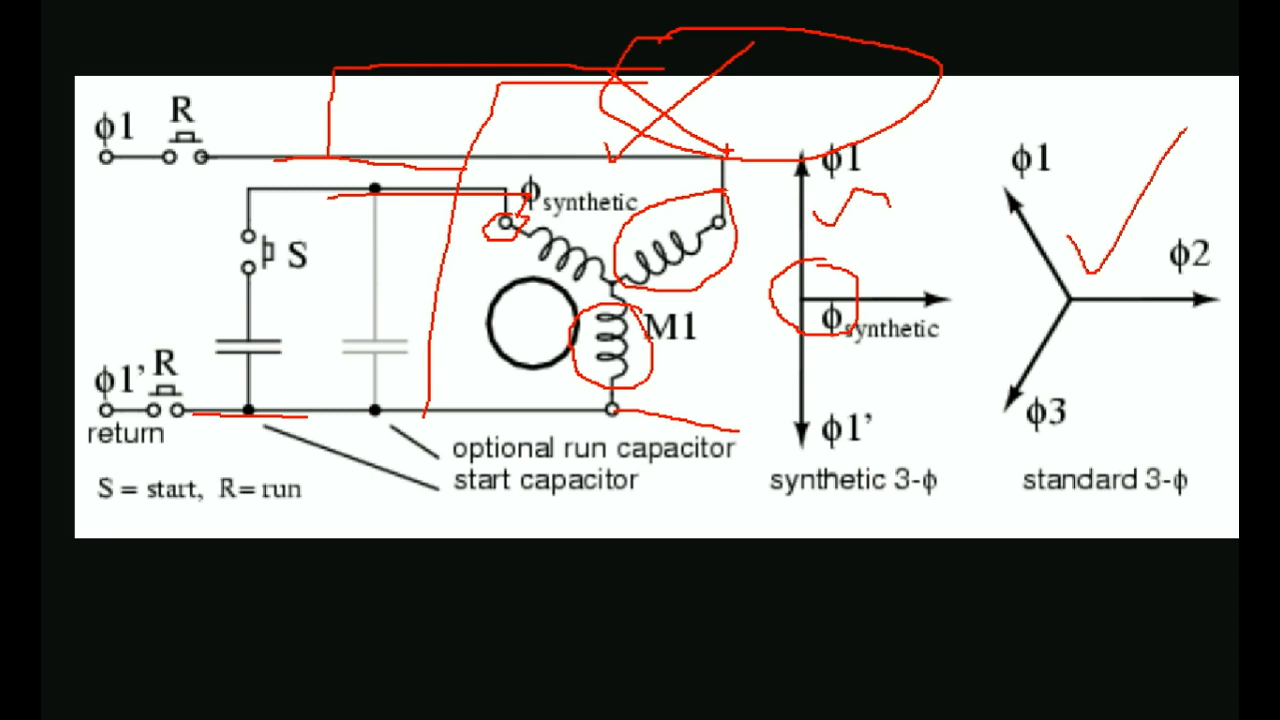 ϕ1 R
ϕsynthetic
S
M1
ϕ1' R
return
optional run capacitor
start capacitor
S = start, R= run
ϕ1
ϕsynthetic
ϕ1'
synthetic 3-ϕ
ϕ1
ϕ2
ϕ3
standard 3-ϕ